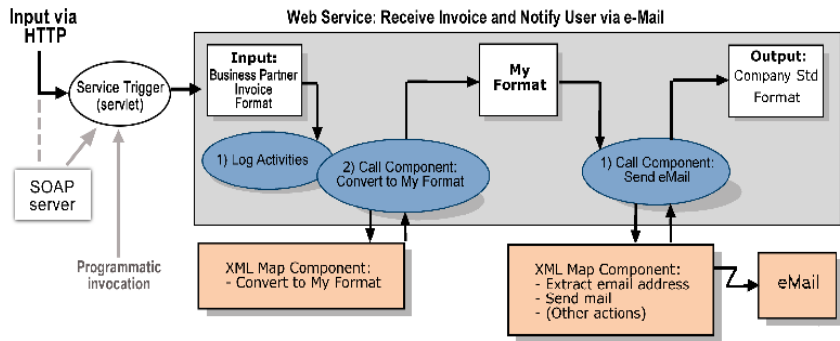 Input via
HTTP
Web Service: Receive Invoice and Notify User via e-Mail
Service Trigger
(servlet)
Input:
Business Partner
Invoice
Format
My
Format
Output:
Company Std
Format
1) Log Activities
2) Call Component:
Convert to My Format
1) Call Component:
Send eMail
SOAP
server
Programmatic
invocation
XML Map Component:
- Convert to My Format
XML Map Component:
- Extract email address
- Send mail
- (Other actions)
eMail